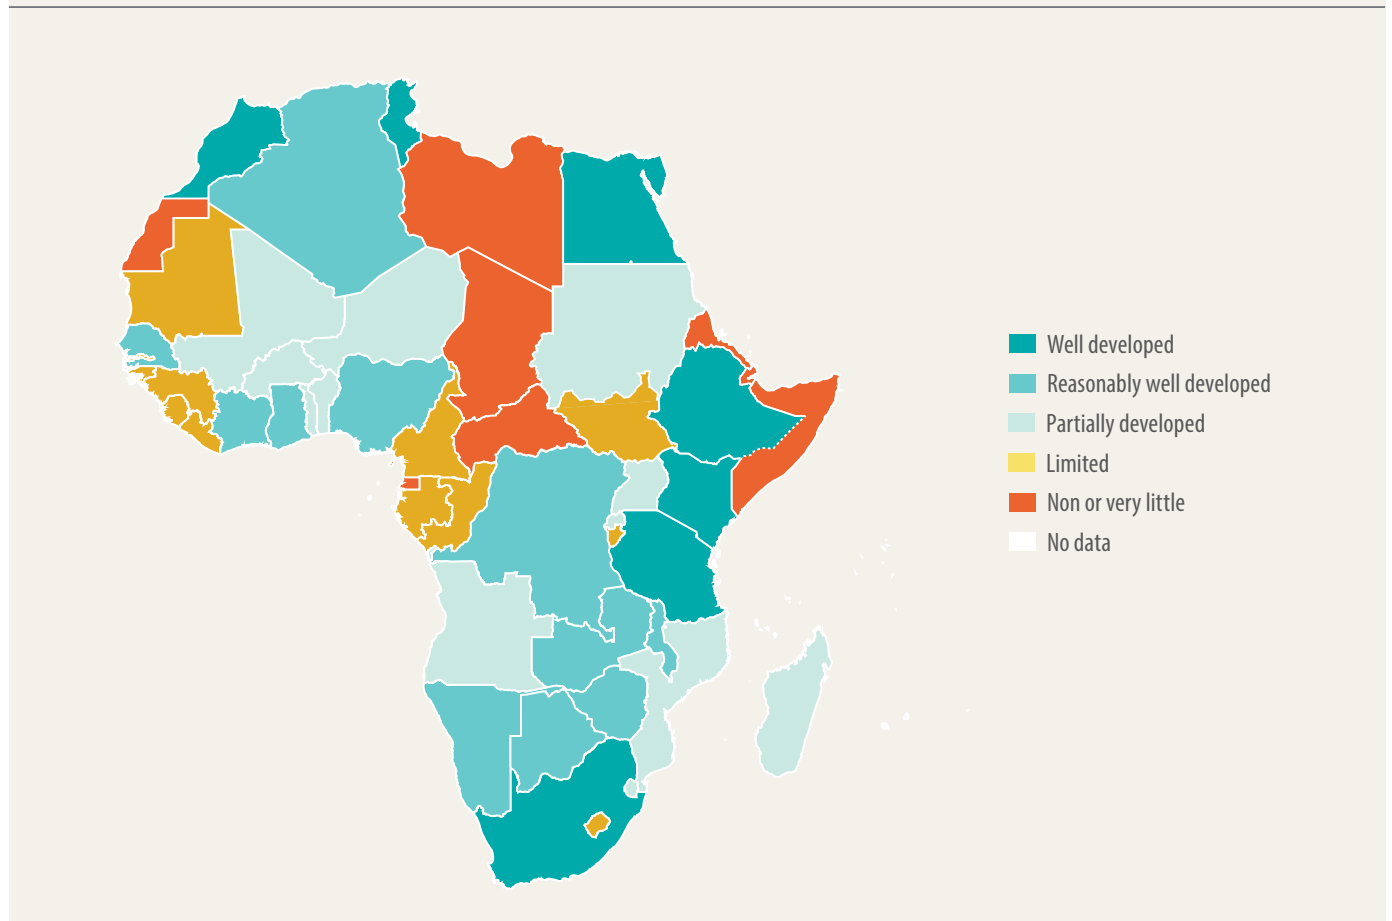 Well developed
Reasonably well developed
Partially developed
Limited
Non or very little
No data